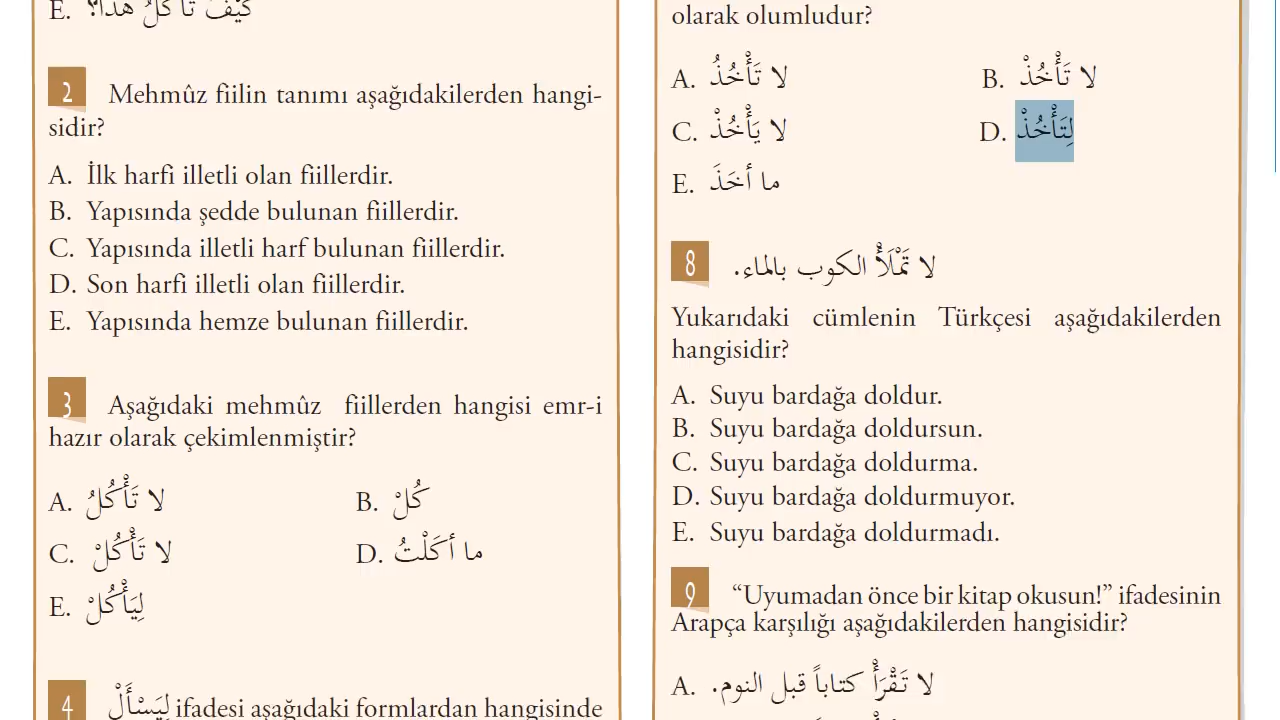 E. كَيْفَ تَأْكُلُ هذا؟
2 Mehmûz fiilin tanımı aşağıdakilerden hangi-
sidir?
A. İlk harfi illetli olan fiillerdir.
B. Yapısında şedde bulunan fiillerdir.
C. Yapısında illetli harf bulunan fiillerdir.
D. Son harfi illetli olan fiillerdir.
E. Yapısında hemze bulunan fiillerdir.
3 Aşağıdaki mehmûz fiillerden hangisi emr-i
hazır olarak çekimlenmiştir?
A. لا تَأْكُلُ B. كُلْ
C. لا تَأْكُلْ D. ما أكَلْتُ
E. لِيَأْكُلْ
4 لِيَسْأَلْ ifadesi aşağıdaki formlardan hangisinde
olarak olumludur?
A. لا تَأْخُذُ B. لا تَأْخُذْ
C. لا يَأْخُذْ D. لِتَأْخُذْ
E. ما أخَذَ
8 لا تَمْلَأْ الكوب بالماء.
Yukarıdaki cümlenin Türkçesi aşağıdakilerden
hangisidir?
A. Suyu bardağa doldur.
B. Suyu bardağa doldursun.
C. Suyu bardağa doldurma.
D. Suyu bardağa doldurmuyor.
E. Suyu bardağa doldurmadı.
9 “Uyumadan önce bir kitap okusun!” ifadesinin
Arapça karşılığı aşağıdakilerden hangisidir?
A. لا تَقْرَأْ كتاباً قبل النوم.